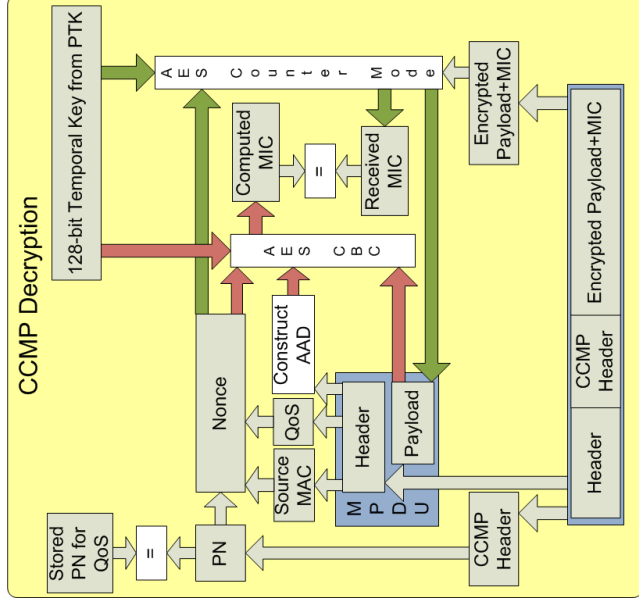 CCMP Decryption
128-bit Temporal Key from PTK
Stored
PN for
QoS
=
PN
Nonce
AES Counter Mode
Source
MAC
QoS
Construct
AAD
AES CBC
Computed
MIC
=
Received
MIC
MPDU
Header
Payload
CCMP
Header
Encrypted
Payload+MIC
Header
CCMP
Header
Encrypted Payload+MIC